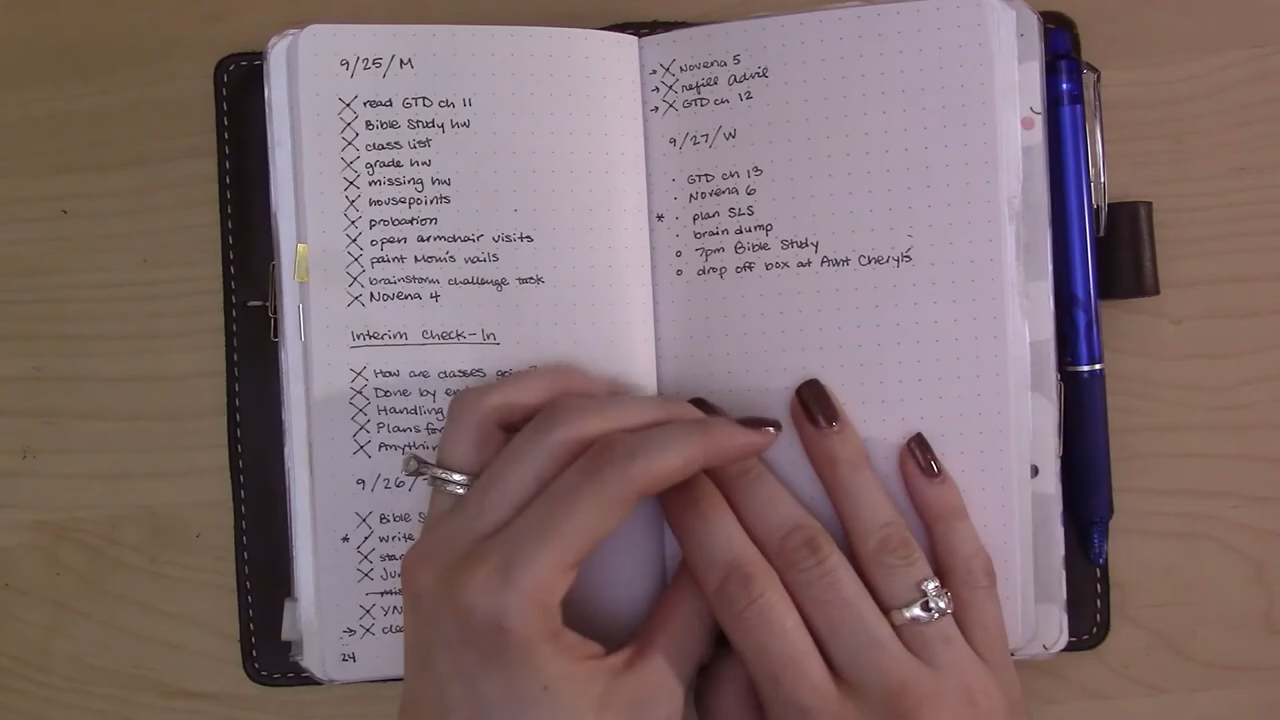 9/25/M
X read GTD ch 11
X Bible Study hw
X class list
X grade hw
X missing hw
X housepoints
X probation
X open armchair visits
X paint Mom's nails
X brainstorm challenge task
X Novena 4
Interim Check-In
X How are classes
X Done by
X Handling
X Plans
X
9/26/
X Bible
* / write
X
X
X
→ X
24
→ X Novena 5
→ X refill Advil
→ X GTD ch 12
9/27/W
· GTD ch 13
· Novena 6
* · plan SLS
· brain dump
o 7pm Bible Study
o drop off box at Aunt Cheryl's